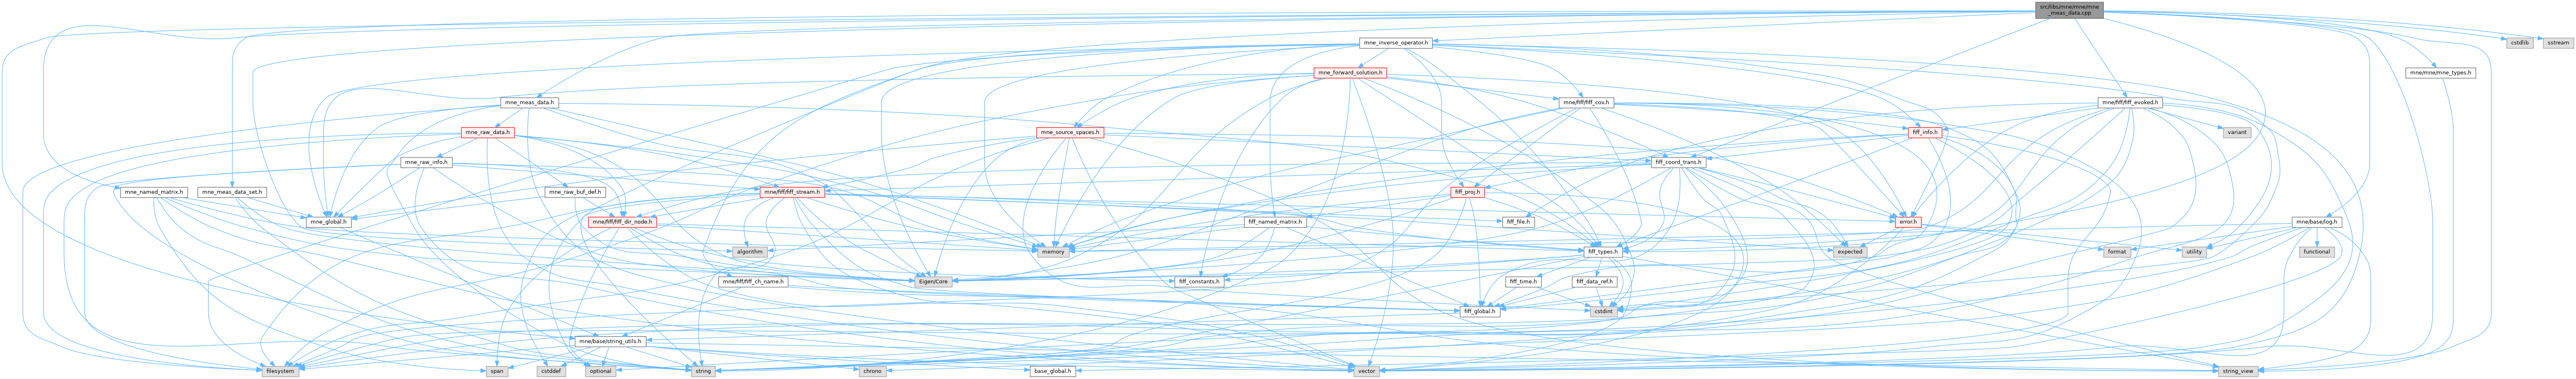 src/libs/mne/mne/mne
_meas_data.cpp
mne_inverse_operator.h
cstdlib
sstream
mne_forward_solution.h
mne/mne/mne_types.h
mne_meas_data.h
mne/fiff/fiff_cov.h
mne/fiff/fiff_evoked.h
mne_raw_data.h
mne_source_spaces.h
fiff_info.h
variant
mne_raw_info.h
fiff_coord_trans.h
mne_named_matrix.h
mne_meas_data_set.h
mne_raw_buf_def.h
mne/fiff/fiff_stream.h
fiff_proj.h
mne_global.h
mne/fiff/fiff_dir_node.h
fiff_named_matrix.h
fiff_file.h
error.h
mne/base/log.h
algorithm
memory
fiff_types.h
expected
format
utility
functional
mne/fiff/fiff_ch_name.h
Eigen/Core
fiff_constants.h
fiff_time.h
fiff_data_ref.h
fiff_global.h
cstdint
mne/base/string_utils.h
filesystem
span
cstddef
optional
string
chrono
base_global.h
vector
string_view